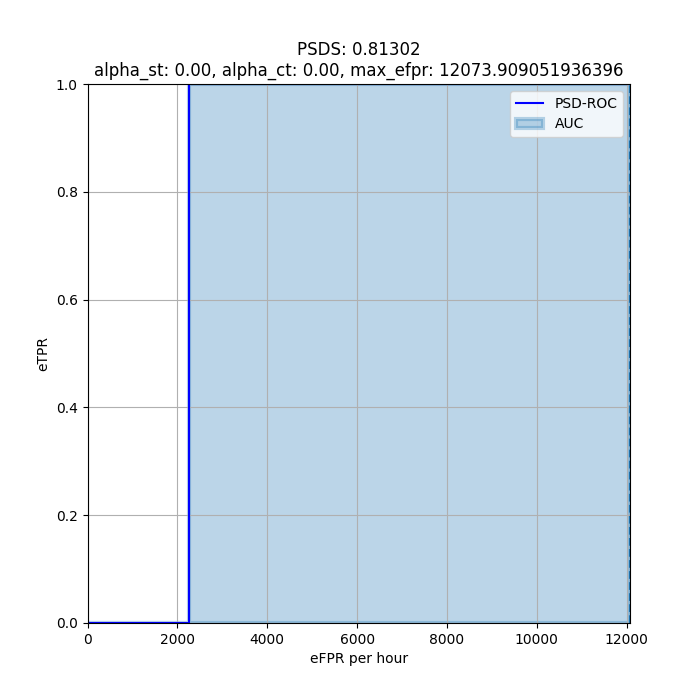 PSDS: 0.81302
alpha_st: 0.00, alpha_ct: 0.00, max_efpr: 12073.909051936396
PSD-ROC
AUC
1.0
0.8
0.6
0.4
0.2
0.0
eTPR
0 2000 4000 6000 8000 10000 12000
eFPR per hour